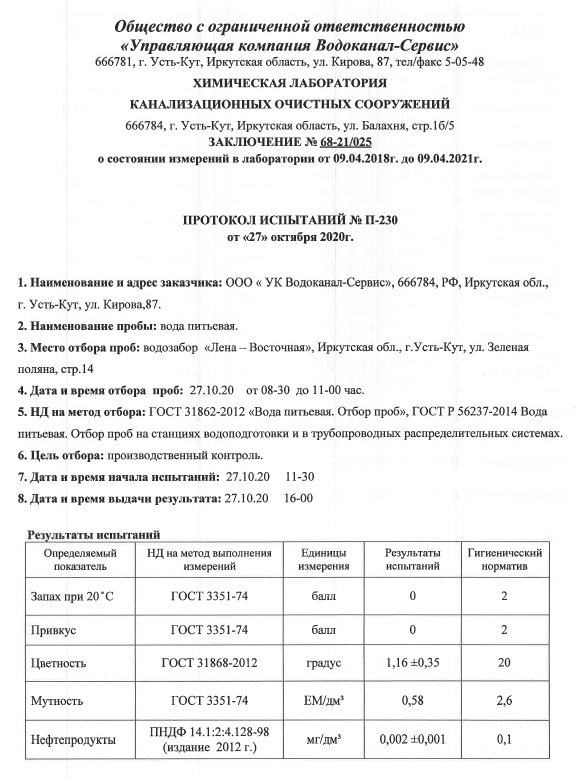 Общество с ограниченной ответственностью
«Управляющая компания Водоканал-Сервис»
666781, г. Усть-Кут, Иркутская область, ул. Кирова, 87, тел/факс 5-05-48
ХИМИЧЕСКАЯ ЛАБОРАТОРИЯ
КАНАЛИЗАЦИОННЫХ ОЧИСТНЫХ СООРУЖЕНИЙ
666784, г. Усть-Кут, Иркутская область, ул. Балахня, стр.1б/5
ЗАКЛЮЧЕНИЕ № 68-21/025
о состоянии измерений в лаборатории от 09.04.2018г. до 09.04.2021г.
ПРОТОКОЛ ИСПЫТАНИЙ № П-230
от «27» октября 2020г.
1. Наименование и адрес заказчика: ООО « УК Водоканал-Сервис», 666784, РФ, Иркутская обл.,
г. Усть-Кут, ул. Кирова,87.
2. Наименование пробы: вода питьевая.
3. Место отбора проб: водозабор «Лена – Восточная», Иркутская обл., г.Усть-Кут, ул. Зеленая
поляна, стр.14
4. Дата и время отбора проб: 27.10.20 от 08-30 до 11-00 час.
5. НД на метод отбора: ГОСТ 31862-2012 «Вода питьевая. Отбор проб», ГОСТ Р 56237-2014 Вода
питьевая. Отбор проб на станциях водоподготовки и в трубопроводных распределительных системах.
6. Цель отбора: производственный контроль.
7. Дата и время начала испытаний: 27.10.20 11-30
8. Дата и время выдачи результата: 27.10.20 16-00
Результаты испытаний
Определяемый показатель НД на метод выполнения измерений Единицы измерения Результаты испытаний Гигиенический норматив
Запах при 20˚С ГОСТ 3351-74 балл 0 2
Привкус ГОСТ 3351-74 балл 0 2
Цветность ГОСТ 31868-2012 градус 1,16 ±0,35 20
Мутность ГОСТ 3351-74 ЕМ/дм³ 0,58 2,6
Нефтепродукты ПНДФ 14.1:2:4.128-98 (издание 2012 г.) мг/дм³ 0,002 ±0,001 0,1